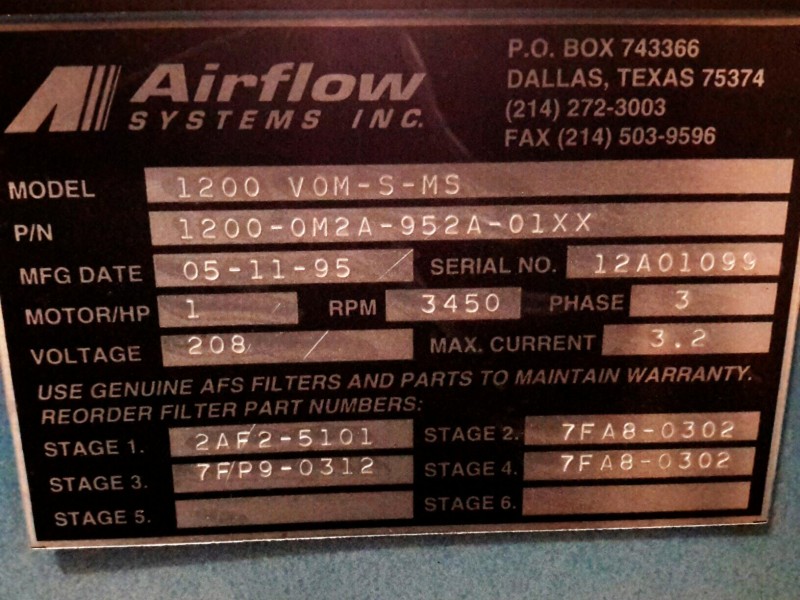 Airflow
SYSTEMS INC.
P.O. BOX 743366
DALLAS, TEXAS 75374
(214) 272-3003
FAX (214) 503-9596
MODEL 1200 VOM-S-MS
P/N 1200-0M2A-952A-01XX
MFG DATE 05-11-95 SERIAL NO. 12A01099
MOTOR/HP 1 RPM 3450 PHASE 3
VOLTAGE 208 MAX. CURRENT 3.2
USE GENUINE AFS FILTERS AND PARTS TO MAINTAIN WARRANTY.
REORDER FILTER PART NUMBERS:
STAGE 1. 2AF2-5101 STAGE 2. 7FA8-0302
STAGE 3. 7FP9-0312 STAGE 4. 7FA8-0302
STAGE 5. STAGE 6.